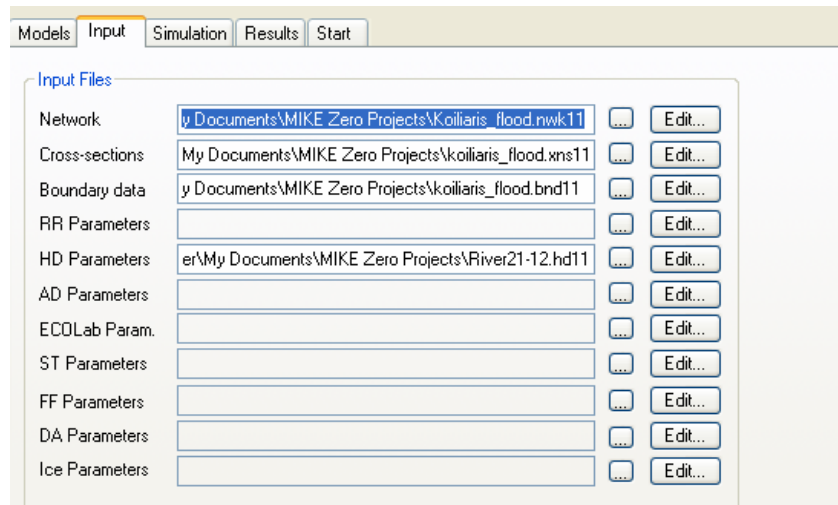 Models Input Simulation Results Start
Input Files
Network y Documents\MIKE Zero Projects\Koiliaris_flood.nwk11 ... Edit...
Cross-sections My Documents\MIKE Zero Projects\koiliaris_flood.xns11 ... Edit...
Boundary data y Documents\MIKE Zero Projects\koiliaris_flood.bnd11 ... Edit...
RR Parameters ... Edit...
HD Parameters er\My Documents\MIKE Zero Projects\River21-12.hd11 ... Edit...
AD Parameters ... Edit...
ECOLab Param. ... Edit...
ST Parameters ... Edit...
FF Parameters ... Edit...
DA Parameters ... Edit...
Ice Parameters ... Edit...